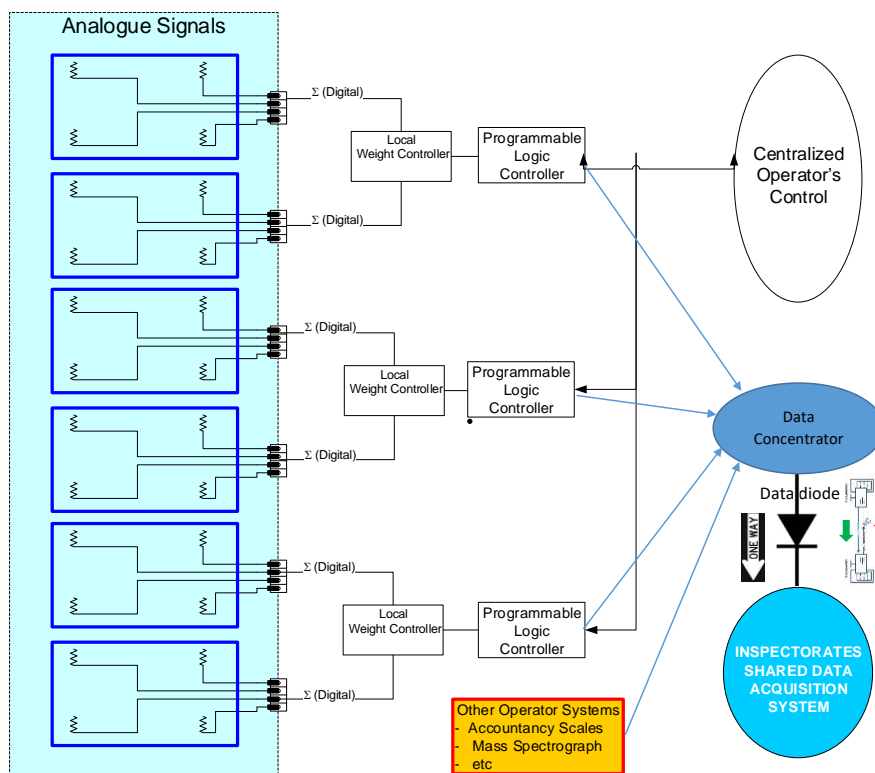 Analogue Signals
Σ (Digital)
Local
Weight Controller
Programmable
Logic
Controller
Σ (Digital)
Centralized
Operator's
Control
Σ (Digital)
Local
Weight Controller
Programmable
Logic
Controller
Σ (Digital)
Data
Concentrator
Data diode
ONE WAY
Σ (Digital)
Local
Weight Controller
Programmable
Logic
Controller
Σ (Digital)
INSPECTORATES
SHARED DATA
ACQUISITION
SYSTEM
Other Operator Systems
- Accountancy Scales
- Mass Spectrograph
- etc